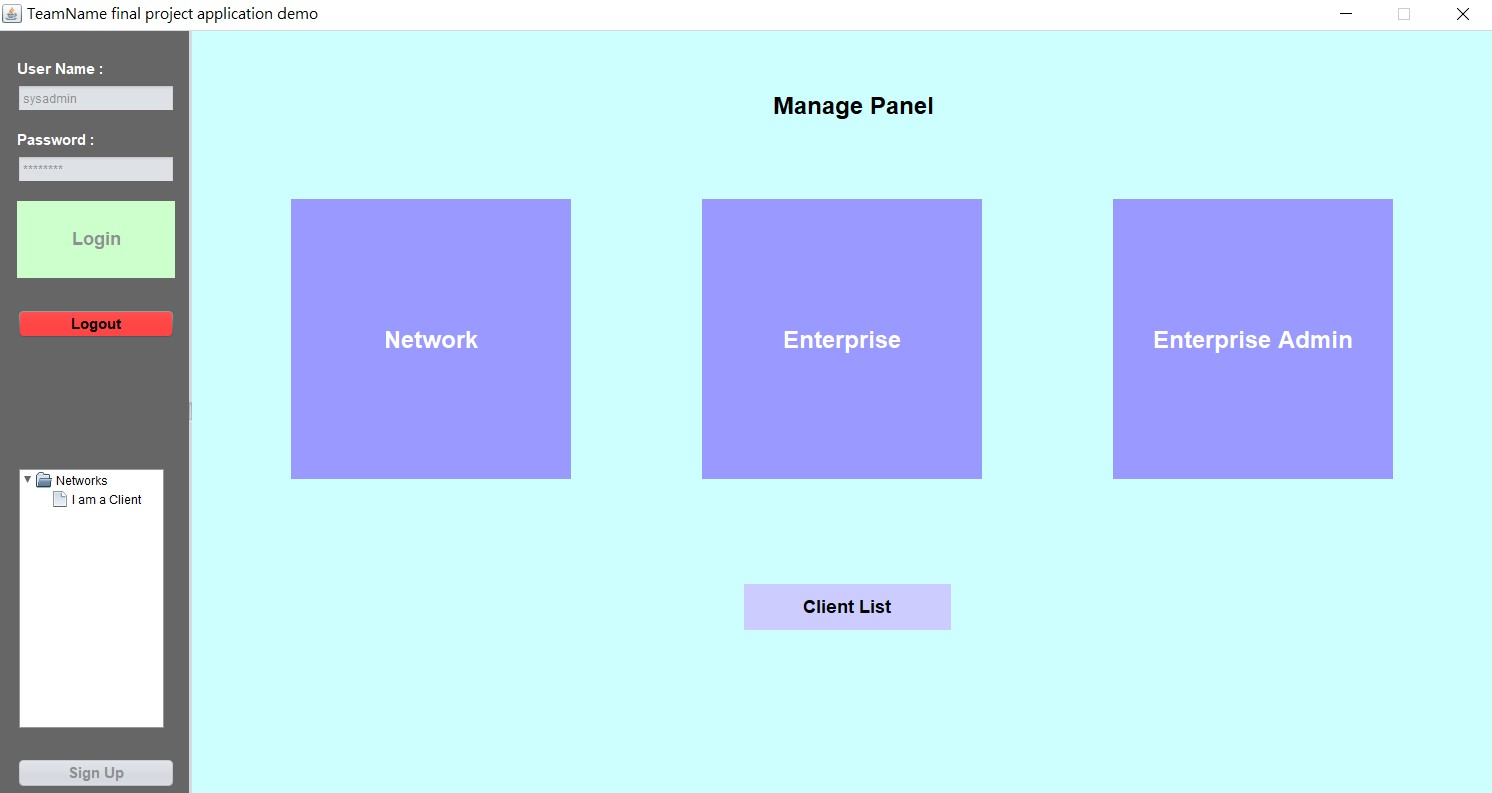 TeamName final project application demo
User Name :
sysadmin
Password :
********
Login
Logout
Networks
I am a Client
Sign Up
Manage Panel
Network
Enterprise
Enterprise Admin
Client List